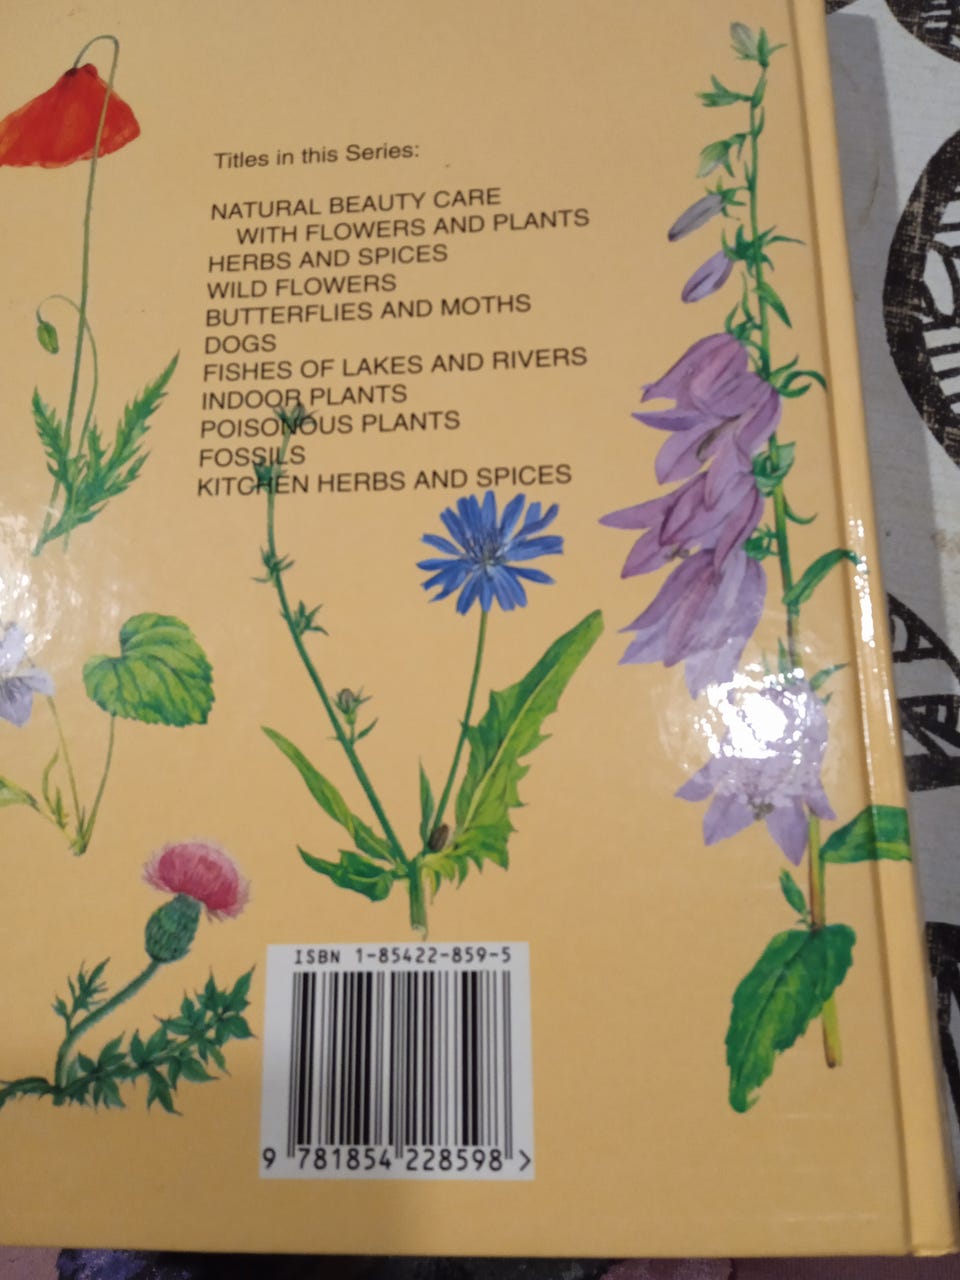 Titles in this Series:
NATURAL BEAUTY CARE
WITH FLOWERS AND PLANTS
HERBS AND SPICES
WILD FLOWERS
BUTTERFLIES AND MOTHS
DOGS
FISHES OF LAKES AND RIVERS
INDOOR PLANTS
POISONOUS PLANTS
FOSSILS
KITCHEN HERBS AND SPICES
ISBN 1-85422-859-5
9 781854 228598 >